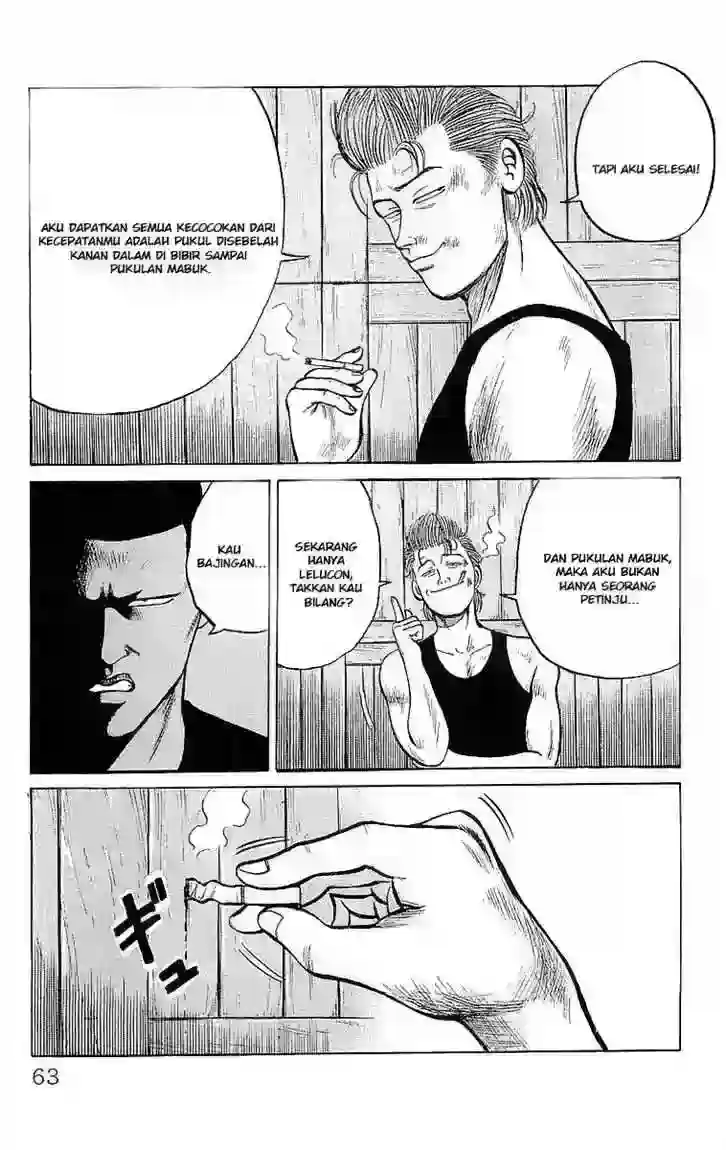 TAPI AKU SELESAI!
AKU DAPATKAN SEMUA KECOCOKAN DARI
KECEPATANMU ADALAH PUKUL DISEBELAH
KANAN DALAM DI BIBIR SAMPAI
PUKULAN MABUK.
DAN PUKULAN MABUK,
MAKA AKU BUKAN
HANYA SEORANG
PETINJU...
SEKARANG
HANYA
LELUCON,
TAKKAN KAU
BILANG?
KAU
BAJINGAN...
ギュ
63